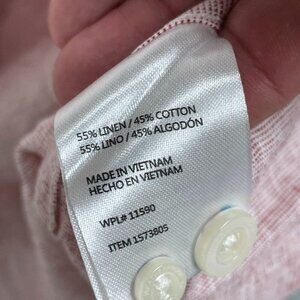 55% LINEN / 45% COTTON
55% LINO / 45% ALGODÓN
MADE IN VIETNAM
HECHO EN VIETNAM
WPL# 11590
ITEM 1573805